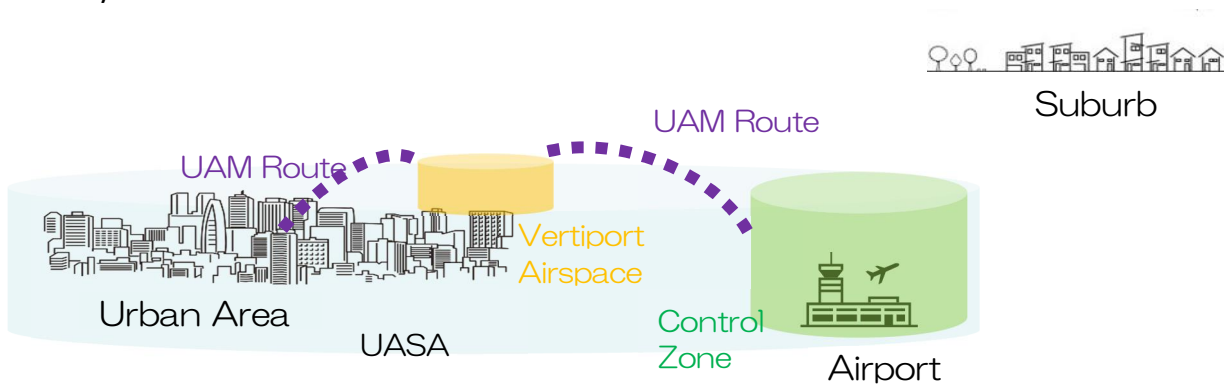 Suburb
UAM Route
UAM Route
Vertiport
Airspace
Urban Area
UASA
Control
Zone
Airport